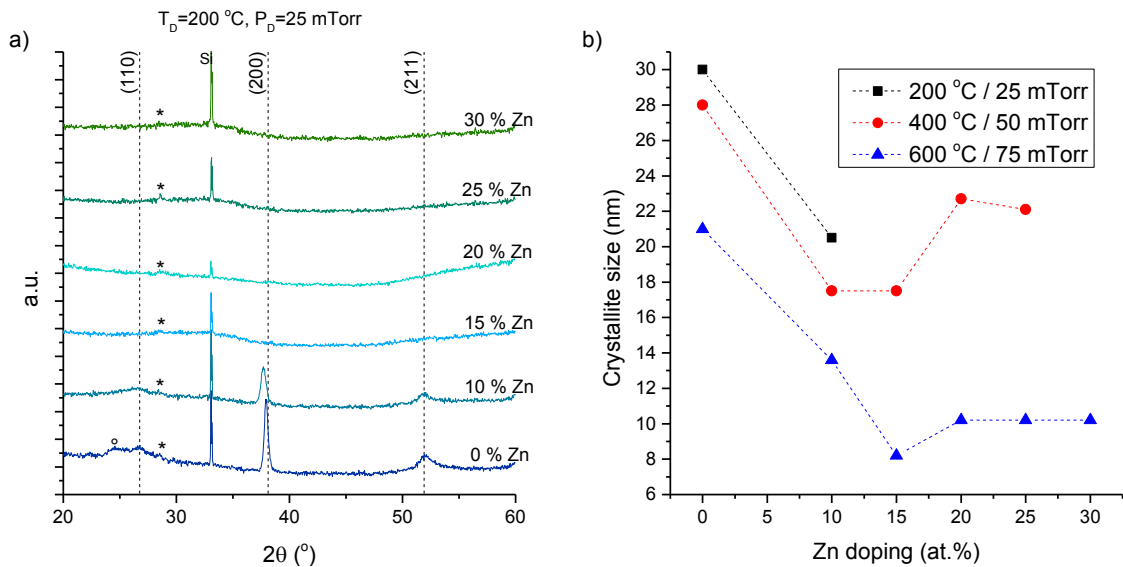 T_D=200 °C, P_D=25 mTorr
a)
(110)
Si
(200)
(211)
*
30 % Zn
*
25 % Zn
*
20 % Zn
*
15 % Zn
*
10 % Zn
°
*
0 % Zn
a.u.
20 30 40 50 60
2θ (°)
b)
30
28
26
24
22
20
18
16
14
12
10
8
6
200 °C / 25 mTorr
400 °C / 50 mTorr
600 °C / 75 mTorr
Crystallite size (nm)
0 5 10 15 20 25 30
Zn doping (at.%)